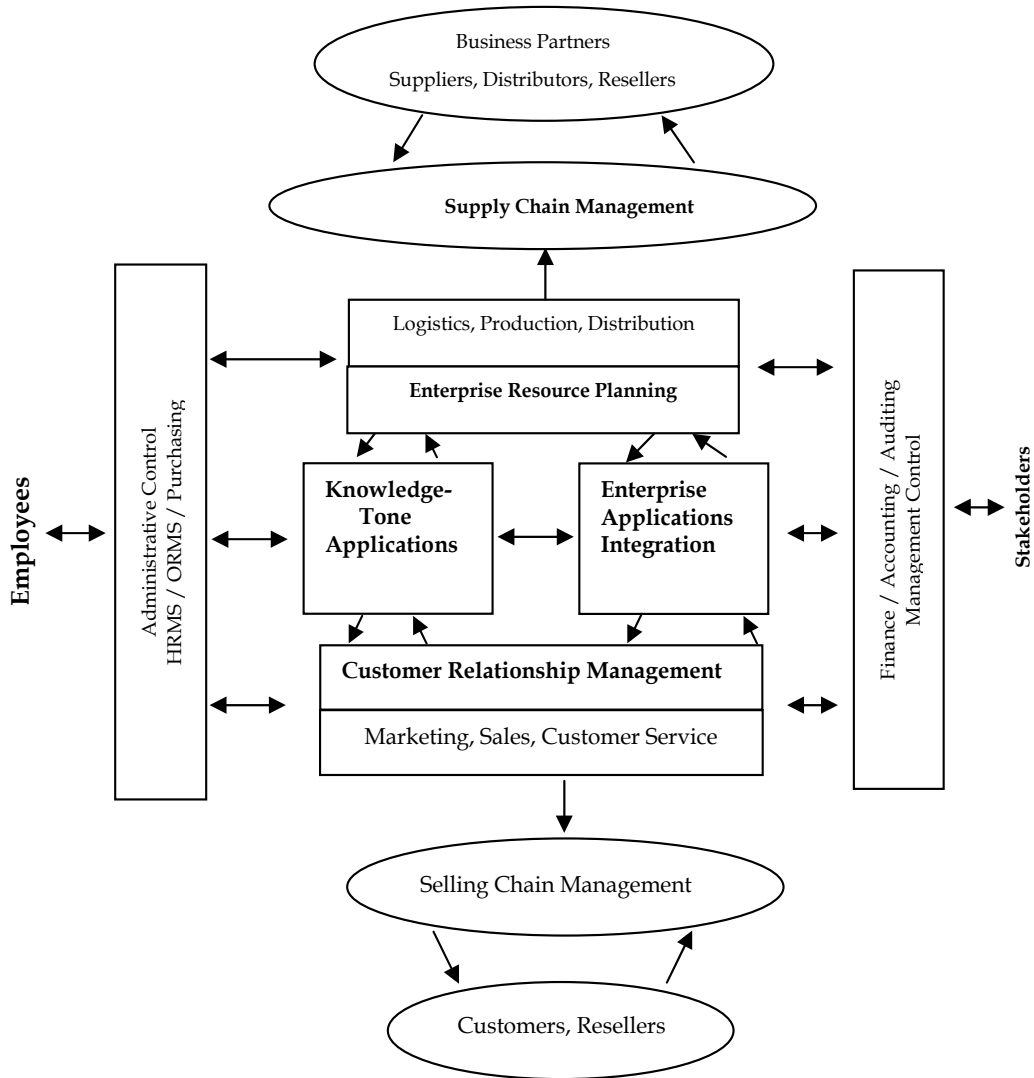 Business Partners
Suppliers, Distributors, Resellers
Supply Chain Management
Logistics, Production, Distribution
Enterprise Resource Planning
Employees
Administrative Control
HRMS / ORMS / Purchasing
Knowledge-
Tone
Applications
Enterprise
Applications
Integration
Finance / Accounting / Auditing
Management Control
Stakeholders
Customer Relationship Management
Marketing, Sales, Customer Service
Selling Chain Management
Customers, Resellers